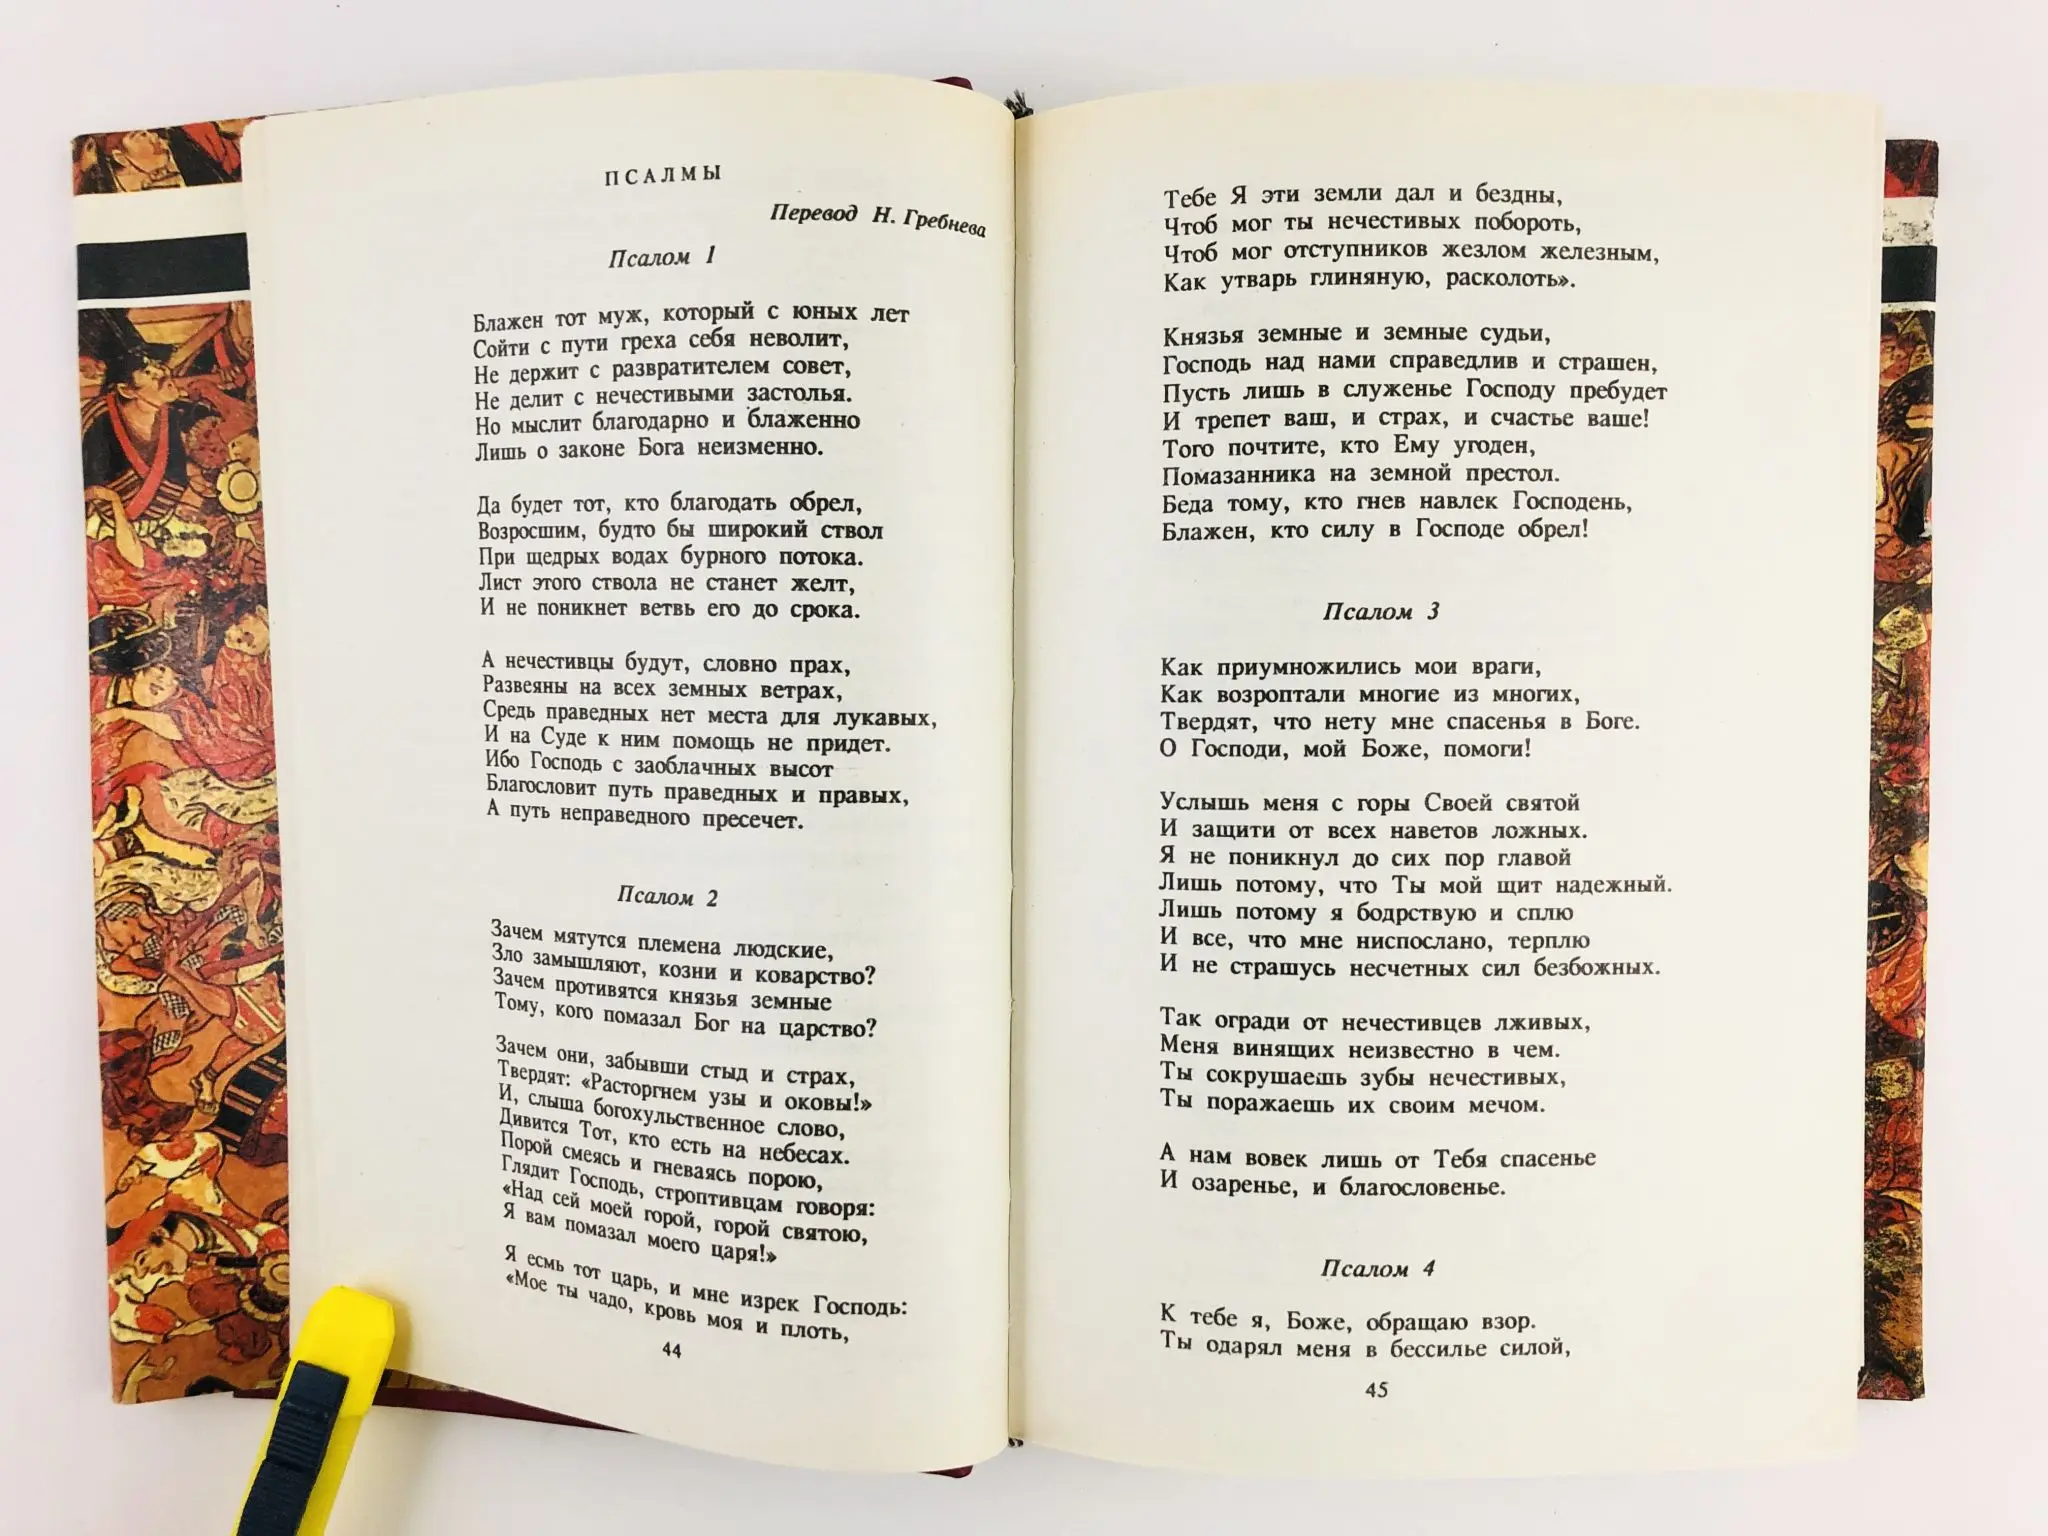 ПСАЛМЫ
Перевод Н. Гребнева
Псалом 1
Блажен тот муж, который с юных лет
Сойти с пути греха себя неволит,
Не держит с развратителем совет,
Не делит с нечестивыми застолья.
Но мыслит благодарно и блаженно
Лишь о законе Бога неизменно.
Да будет тот, кто благодать обрел,
Возросшим, будто бы широкий ствол
При щедрых водах бурного потока.
Лист этого ствола не станет желт,
И не поникнет ветвь его до срока.
А нечестивцы будут, словно прах,
Развеяны на всех земных ветрах,
Средь праведных нет места для лукавых,
И на Суде к ним помощь не придет.
Ибо Господь с заоблачных высот
Благословит путь праведных и правых,
А путь неправедного пресечет.
Псалом 2
Зачем мятутся племена людские,
Зло замышляют, козни и коварство?
Зачем противятся князья земные
Тому, кого помазал Бог на царство?
Зачем они, забывши стыд и страх,
Твердят: «Расторгнем узы и оковы!»
И, слыша богохульственное слово,
Дивится Тот, кто есть на небесах.
Порой смеясь и гневаясь порою,
Глядит Господь, строптивцам говоря:
«Над сей моей горой, горой святою,
Я вам помазал моего царя!»
Я есмь тот царь, и мне изрек Господь:
«Мое ты чадо, кровь моя и плоть,
44
Тебе Я эти земли дал и бездны,
Чтоб мог ты нечестивых побороть,
Чтоб мог отступников жезлом железным,
Как утварь глиняную, расколоть».
Князья земные и земные судьи,
Господь над нами справедлив и страшен,
Пусть лишь в служенье Господу пребудет
И трепет ваш, и страх, и счастье ваше!
Того почтите, кто Ему угоден,
Помазанника на земной престол.
Беда тому, кто гнев навлек Господень,
Блажен, кто силу в Господе обрел!
Псалом 3
Как приумножились мои враги,
Как возроптали многие из многих,
Твердят, что нету мне спасенья в Боге.
О Господи, мой Боже, помоги!
Услышь меня с горы Своей святой
И защити от всех наветов ложных.
Я не поникнул до сих пор главой
Лишь потому, что Ты мой щит надежный.
Лишь потому я бодрствую и сплю
И все, что мне ниспослано, терплю
И не страшусь несчетных сил безбожных.
Так огради от нечестивцев лживых,
Меня винящих неизвестно в чем.
Ты сокрушаешь зубы нечестивых,
Ты поражаешь их своим мечом.
А нам вовек лишь от Тебя спасенье
И озаренье, и благословенье.
Псалом 4
К тебе я, Боже, обращаю взор.
Ты одарял меня в бессилье силой,
45